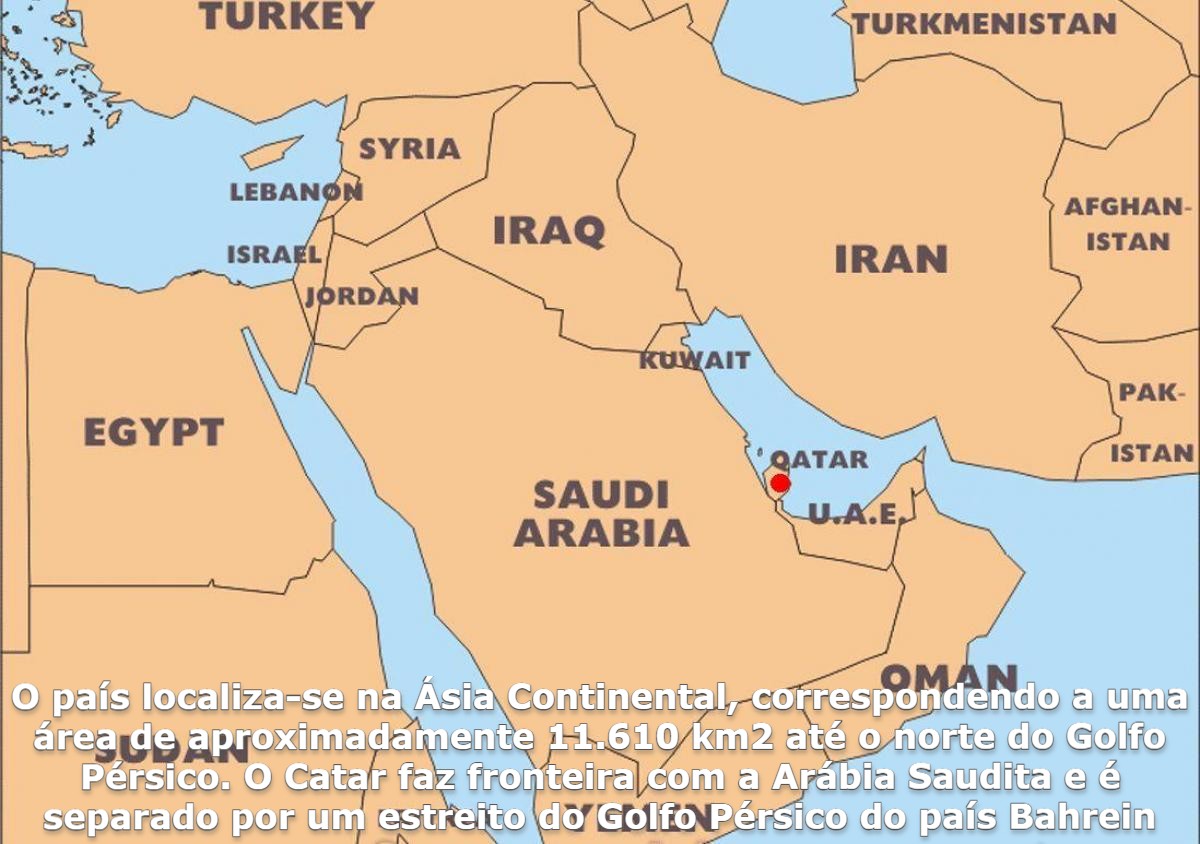 TURKEY
TURKMENISTAN
SYRIA
LEBANON
AFGHAN-
ISTAN
IRAQ
ISRAEL
IRAN
JORDAN
KUWAIT
PAK-
ISTAN
EGYPT
QATAR
SAUDI
ARABIA
U.A.E.
OMAN
O país localiza-se na Ásia Continental, correspondendo a uma
área de aproximadamente 11.610 km2 até o norte do Golfo
SUDAN
Pérsico. O Catar faz fronteira com a Arábia Saudita e é
separado por um estreito do Golfo Pérsico do país Bahrein
YEMEN